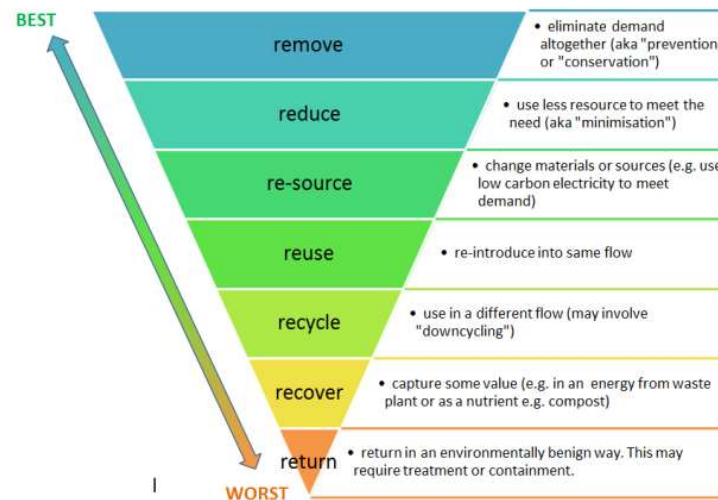 BEST
remove
• eliminate demand
altogether (aka "prevention
or "conservation")
reduce
• use less resource to meet the
need (aka "minimisation")
re-source
• change materials or sources (e.g. use
low carbon electricity to meet
demand)
reuse
• re-introduce into same flow
recycle
• use in a different flow (may involve
"downcycling")
recover
• capture some value (e.g. in an energy from waste
plant or as a nutrient e.g. compost)
return
• return in an environmentally benign way. This may
require treatment or containment.
WORST